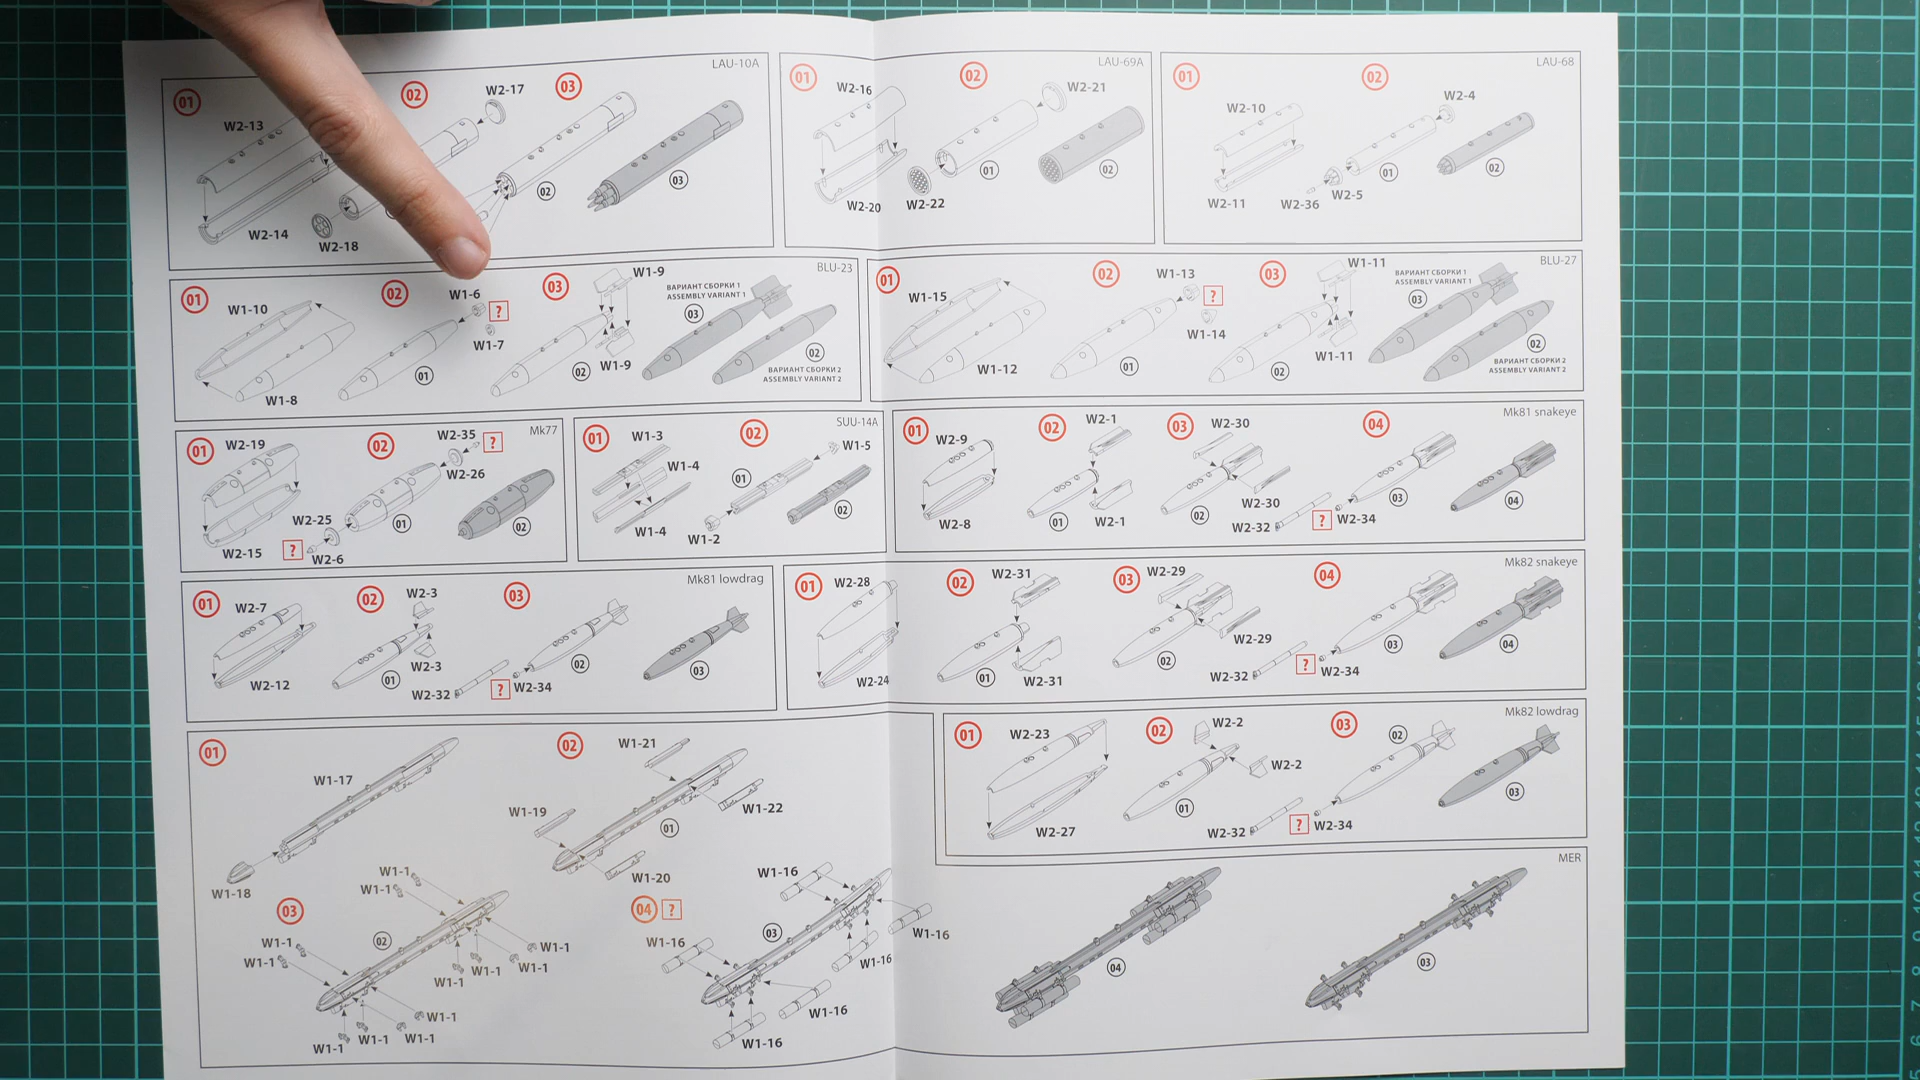 LAU-10A
01
02
W2-17
03
W2-13
W2-14
W2-18
02
03
LAU-69A
01
02
W2-16
W2-21
W2-20
W2-22
01
02
LAU-68
01
02
W2-10
W2-4
W2-11
W2-36
W2-5
01
02
BLU-23
01
W1-10
W1-8
02
W1-6
?
W1-7
01
03
W1-9
W1-9
02
ВАРИАНТ СБОРКИ 1
ASSEMBLY VARIANT 1
03
02
ВАРИАНТ СБОРКИ 2
ASSEMBLY VARIANT 2
BLU-27
01
W1-15
W1-12
02
W1-13
?
W1-14
01
03
W1-11
W1-11
02
ВАРИАНТ СБОРКИ 1
ASSEMBLY VARIANT 1
03
02
ВАРИАНТ СБОРКИ 2
ASSEMBLY VARIANT 2
Mk77
01
W2-19
W2-15
02
W2-35
?
W2-26
W2-25
?
W2-6
01
02
SUU-14A
01
W1-3
W1-4
W1-4
02
W1-5
01
W1-2
02
Mk81 snakeye
01
W2-9
W2-8
02
W2-1
01
W2-1
03
W2-30
W2-30
02
04
W2-32
?
W2-34
03
04
Mk81 lowdrag
01
W2-7
W2-12
02
W2-3
W2-3
01
03
W2-32
?
W2-34
02
03
Mk82 snakeye
01
W2-28
W2-24
02
W2-31
01
W2-31
03
W2-29
W2-29
02
04
W2-32
?
W2-34
03
04
Mk82 lowdrag
01
W2-23
W2-27
02
W2-2
W2-2
01
03
02
W2-32
?
W2-34
03
MER
01
W1-17
W1-18
02
W1-21
W1-22
W1-19
W1-20
01
03
W1-1
W1-1
02
W1-1
W1-1
W1-1
W1-1
W1-1
W1-1
W1-1
W1-1
W1-1
W1-1
04
?
W1-16
W1-16
03
W1-16
W1-16
W1-16
W1-16
04
03